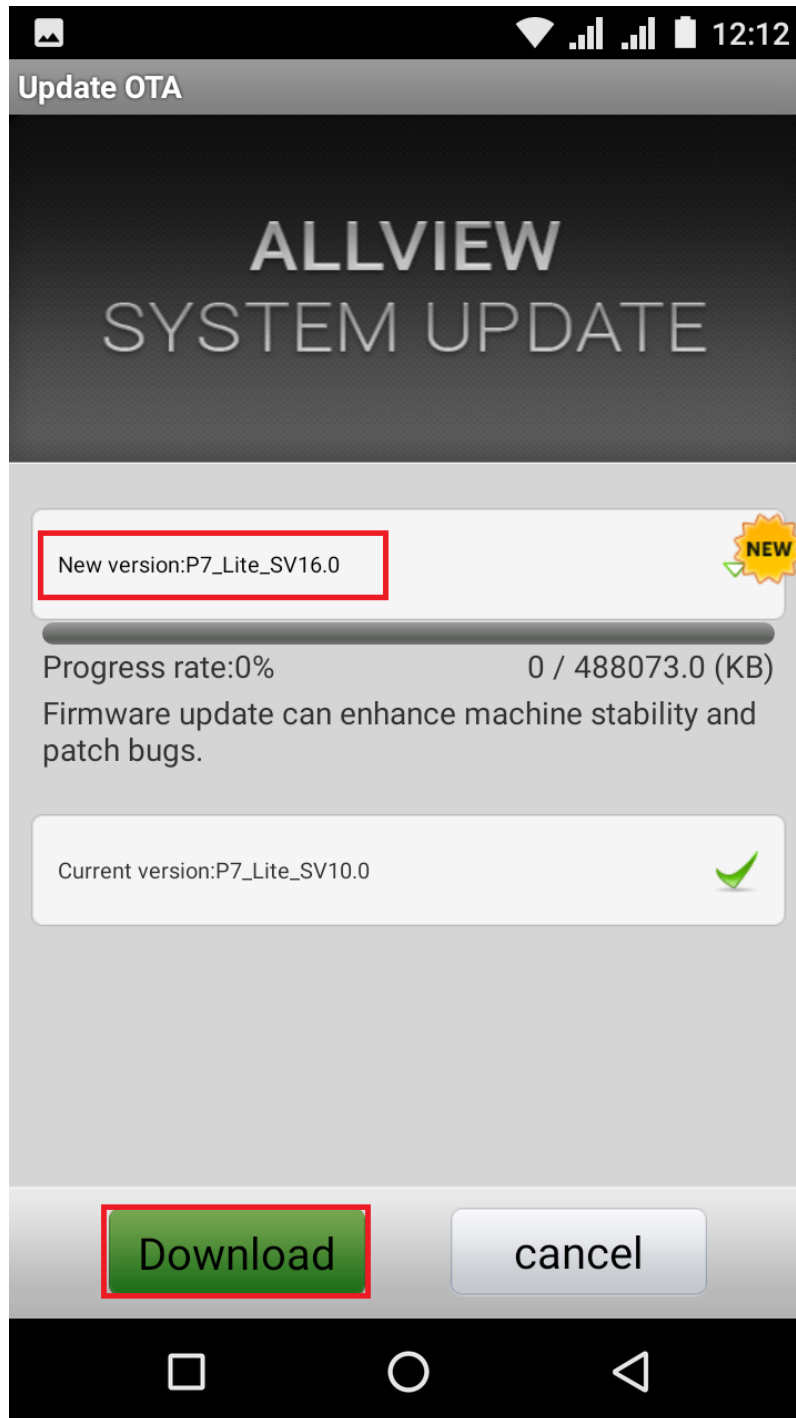 12:12
Update OTA
ALLVIEW
SYSTEM UPDATE
New version:P7_Lite_SV16.0
NEW
Progress rate:0% 0 / 488073.0 (KB)
Firmware update can enhance machine stability and
patch bugs.
Current version:P7_Lite_SV10.0
Download cancel